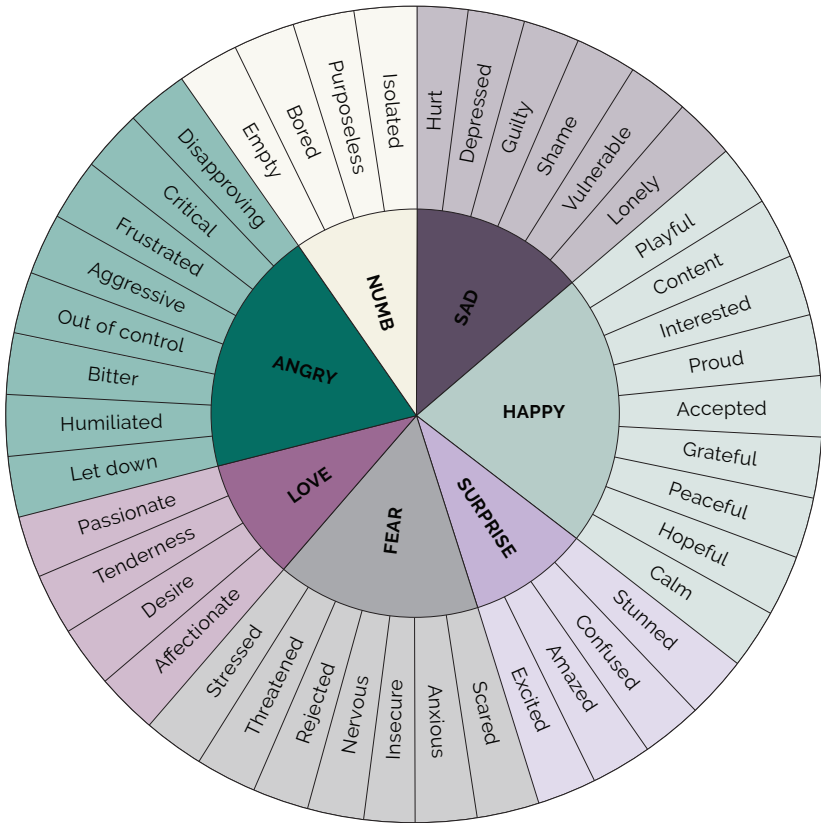 SAD
Hurt
Depressed
Guilty
Shame
Vulnerable
Lonely
HAPPY
Playful
Content
Interested
Proud
Accepted
Grateful
Peaceful
Hopeful
Calm
SURPRISE
Stunned
Confused
Amazed
Excited
FEAR
Scared
Anxious
Insecure
Nervous
Rejected
Threatened
Stressed
LOVE
Affectionate
Desire
Tenderness
Passionate
ANGRY
Let down
Humiliated
Bitter
Out of control
Aggressive
Frustrated
Critical
Disapproving
NUMB
Empty
Bored
Purposeless
Isolated